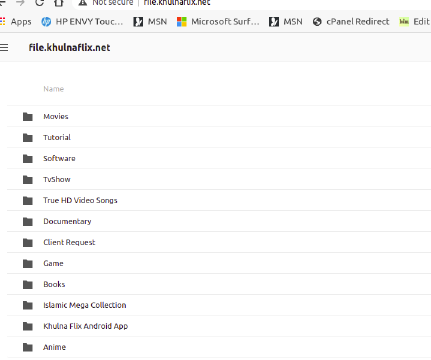 Not secure | file.khulnaflix.net
Apps HP ENVY Touc... MSN Microsoft Surf... MSN cPanel Redirect Edit
file.khulnaflix.net
Name
Movies
Tutorial
Software
TvShow
True HD Video Songs
Documentary
Client Request
Game
Books
Islamic Mega Collection
Khulna Flix Android App
Anime